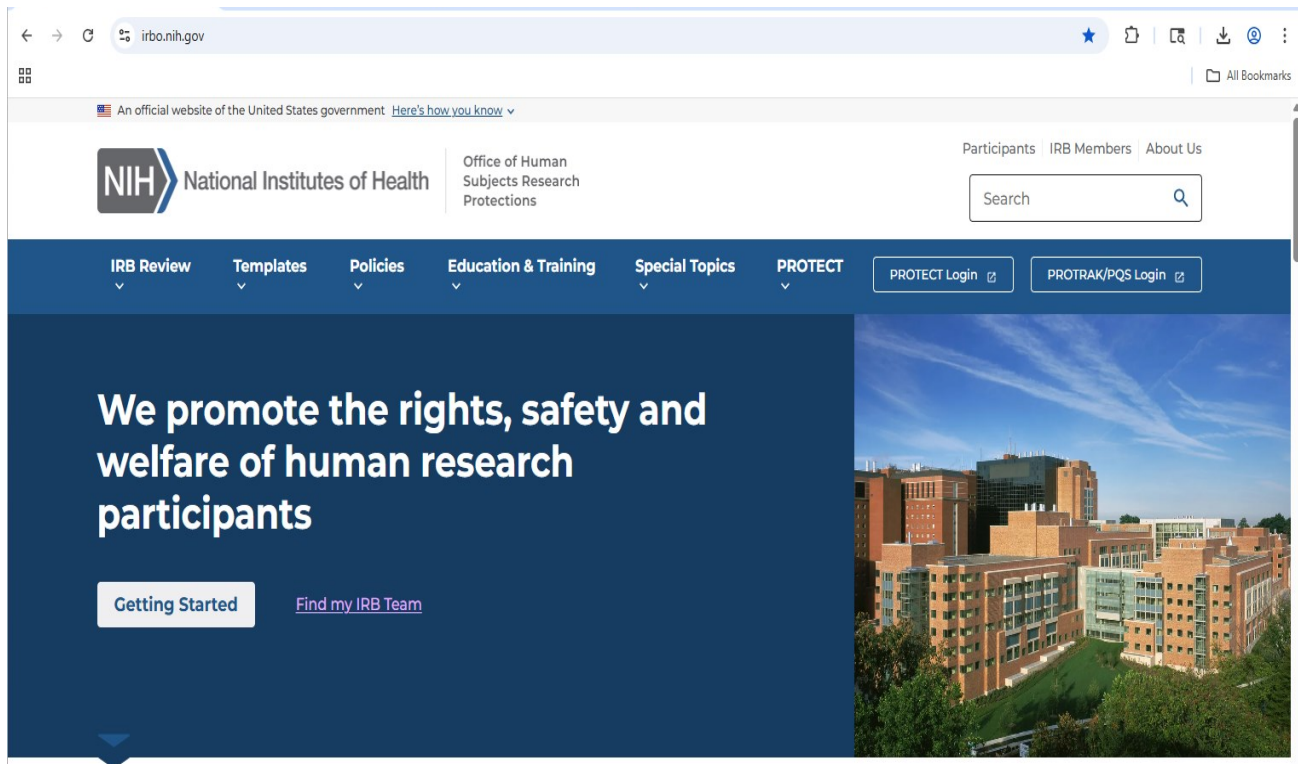 irbo.nih.gov
All Bookmarks
An official website of the United States government Here's how you know
NIH National Institutes of Health
Office of Human
Subjects Research
Protections
Participants IRB Members About Us
Search
IRB Review Templates Policies Education & Training Special Topics PROTECT PROTECT Login PROTRAK/PQS Login
We promote the rights, safety and
welfare of human research
participants
Getting Started Find my IRB Team